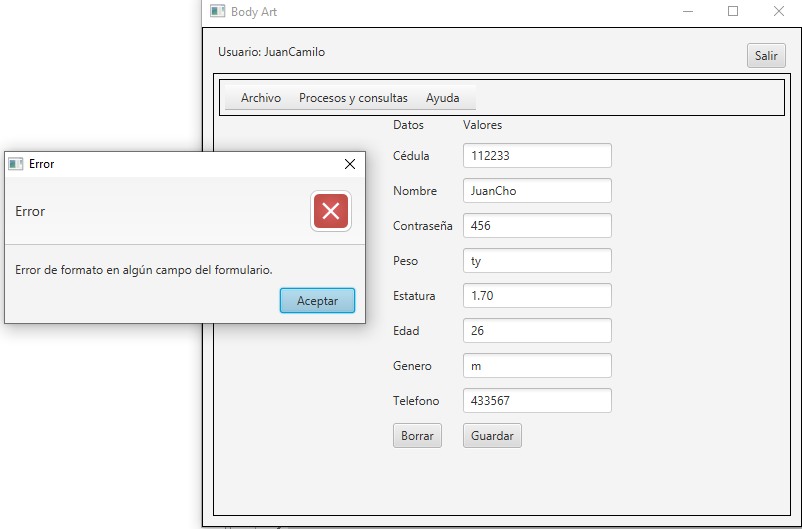 Body Art
Usuario: JuanCamilo
Salir
Archivo Procesos y consultas Ayuda
Datos Valores
Cédula 112233
Nombre JuanCho
Contraseña 456
Peso ty
Estatura 1.70
Edad 26
Genero m
Telefono 433567
Borrar Guardar
Error
Error
Error de formato en algún campo del formulario.
Aceptar